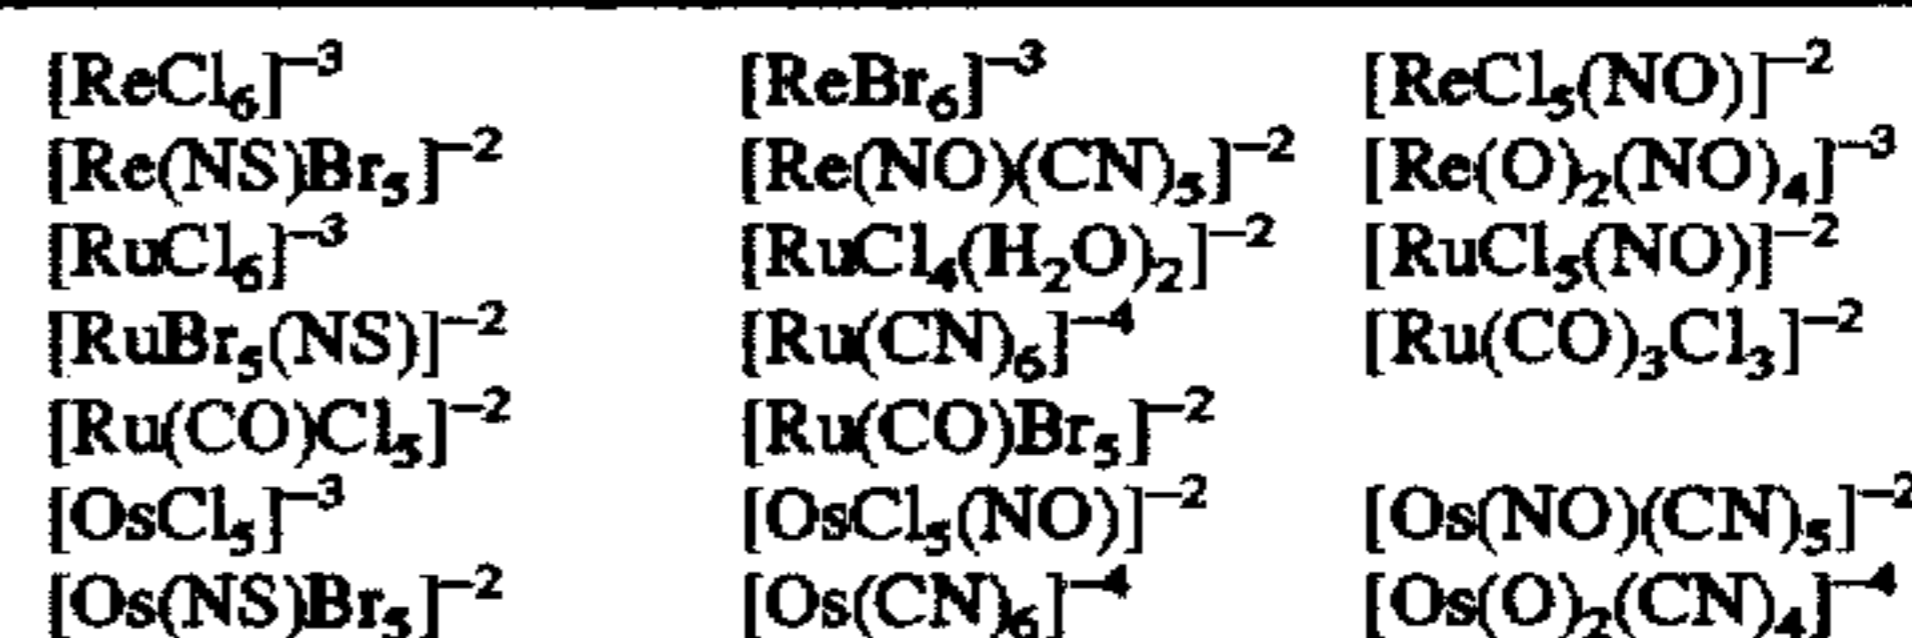 [ReCl₆]⁻³ [ReBr₆]⁻³ [ReCl₅(NO)]⁻²
[Re(NS)Br₅]⁻² [Re(NO)(CN)₅]⁻² [Re(O)₂(NO)₄]⁻³
[RuCl₆]⁻³ [RuCl₄(H₂O)₂]⁻² [RuCl₅(NO)]⁻²
[RuBr₅(NS)]⁻² [Ru(CN)₆]⁻⁴ [Ru(CO)₃Cl₃]⁻²
[Ru(CO)Cl₅]⁻² [Ru(CO)Br₅]⁻²
[OsCl₅]⁻³ [OsCl₅(NO)]⁻² [Os(NO)(CN)₅]⁻²
[Os(NS)Br₅]⁻² [Os(CN)₆]⁻⁴ [Os(O)₂(CN)₄]⁻⁴